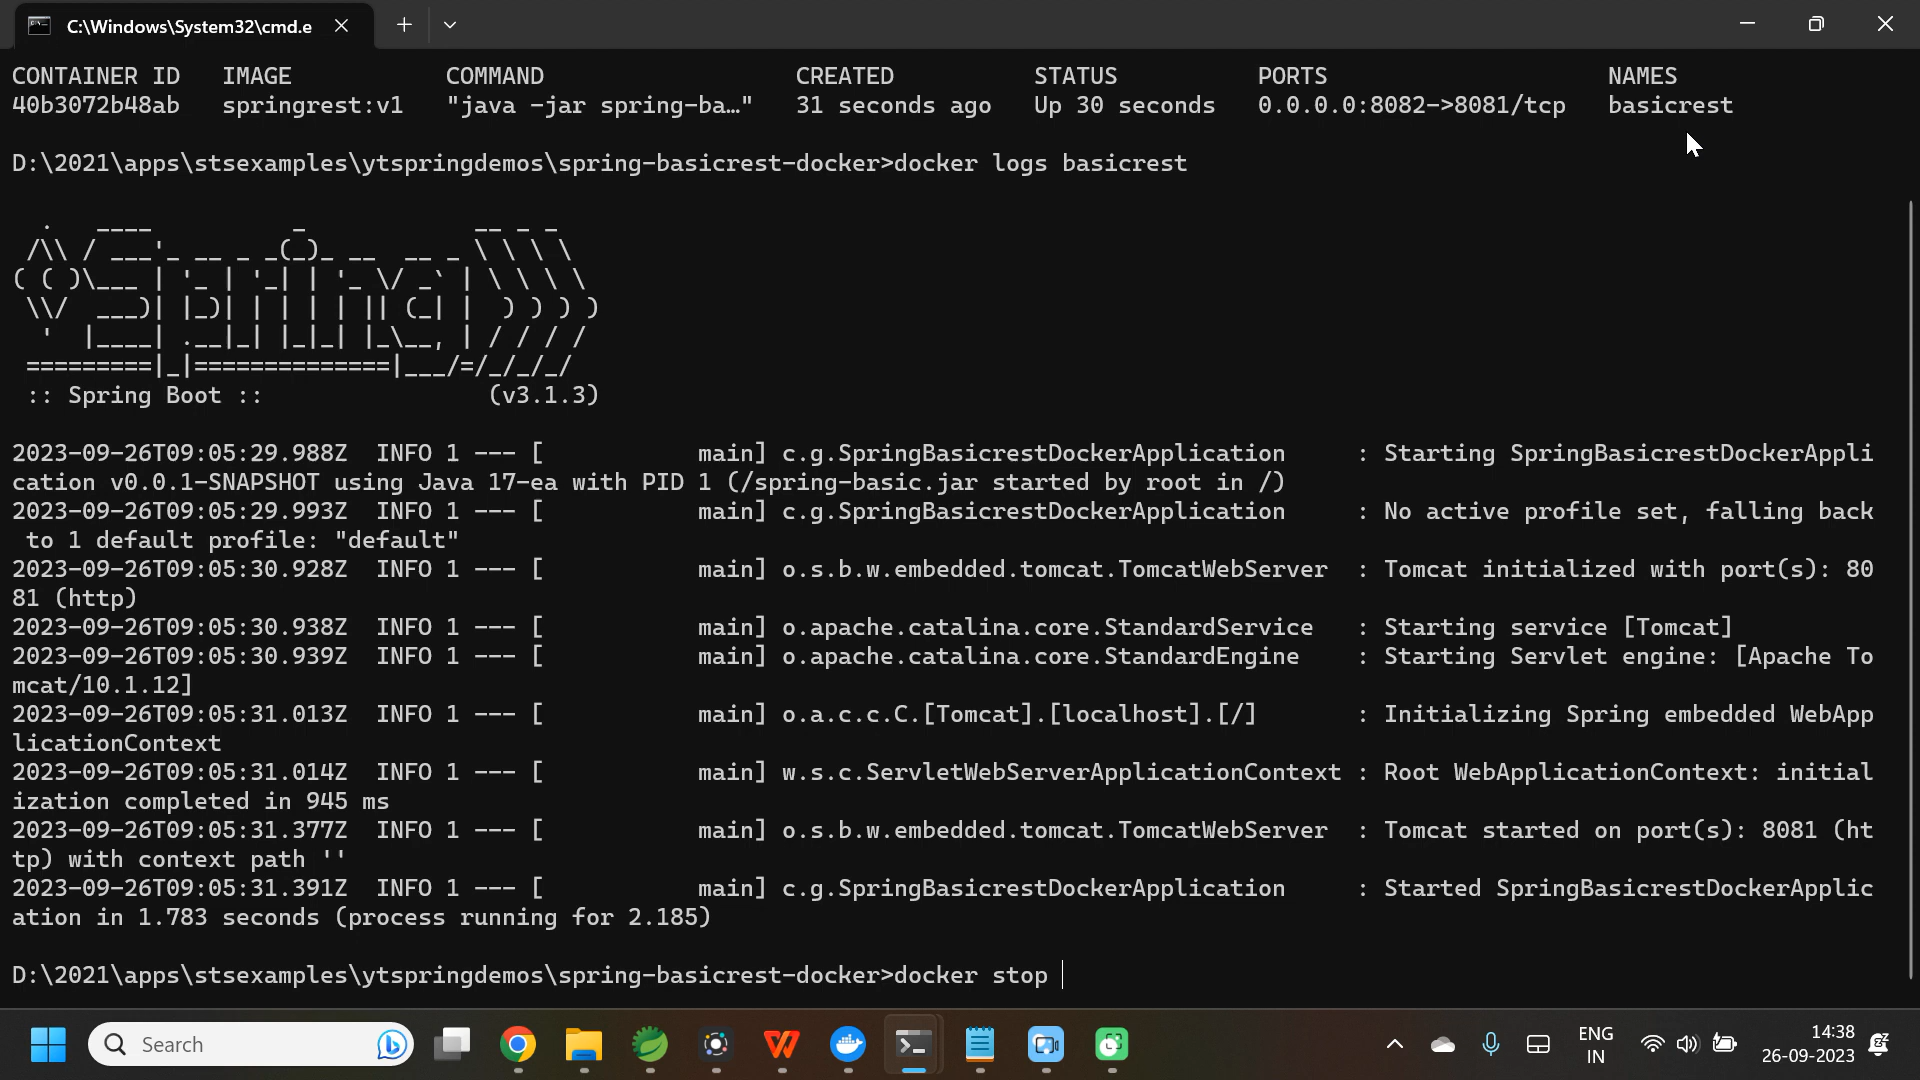 C:\Windows\System32\cmd.e
CONTAINER ID   IMAGE           COMMAND                  CREATED          STATUS          PORTS                    NAMES
40b3072b48ab   springrest:v1   "java -jar spring-ba…"   31 seconds ago   Up 30 seconds   0.0.0.0:8082->8081/tcp   basicrest
D:\2021\apps\stsexamples\ytspringdemos\spring-basicrest-docker>docker logs basicrest
  .   ____          _            __ _ _
 /\\ / ___'_ __ _ _(_)_ __  __ _ \ \ \ \
( ( )\___ | '_ | '_| | '_ \/ _` | \ \ \ \
 \\/  ___)| |_)| | | | | || (_| |  ) ) ) )
  '  |____| .__|_| |_|_| |_\__, | / / / /
 =========|_|==============|___/=/_/_/_/
 :: Spring Boot ::                (v3.1.3)
2023-09-26T09:05:29.988Z  INFO 1 --- [           main] c.g.SpringBasicrestDockerApplication     : Starting SpringBasicrestDockerAppli
cation v0.0.1-SNAPSHOT using Java 17-ea with PID 1 (/spring-basic.jar started by root in /)
2023-09-26T09:05:29.993Z  INFO 1 --- [           main] c.g.SpringBasicrestDockerApplication     : No active profile set, falling back
 to 1 default profile: "default"
2023-09-26T09:05:30.928Z  INFO 1 --- [           main] o.s.b.w.embedded.tomcat.TomcatWebServer  : Tomcat initialized with port(s): 80
81 (http)
2023-09-26T09:05:30.938Z  INFO 1 --- [           main] o.apache.catalina.core.StandardService   : Starting service [Tomcat]
2023-09-26T09:05:30.939Z  INFO 1 --- [           main] o.apache.catalina.core.StandardEngine    : Starting Servlet engine: [Apache To
mcat/10.1.12]
2023-09-26T09:05:31.013Z  INFO 1 --- [           main] o.a.c.c.C.[Tomcat].[localhost].[/]       : Initializing Spring embedded WebApp
licationContext
2023-09-26T09:05:31.014Z  INFO 1 --- [           main] w.s.c.ServletWebServerApplicationContext : Root WebApplicationContext: initial
ization completed in 945 ms
2023-09-26T09:05:31.377Z  INFO 1 --- [           main] o.s.b.w.embedded.tomcat.TomcatWebServer  : Tomcat started on port(s): 8081 (ht
tp) with context path ''
2023-09-26T09:05:31.391Z  INFO 1 --- [           main] c.g.SpringBasicrestDockerApplication     : Started SpringBasicrestDockerApplic
ation in 1.783 seconds (process running for 2.185)
D:\2021\apps\stsexamples\ytspringdemos\spring-basicrest-docker>docker stop
Search
ENG
IN
14:38
26-09-2023